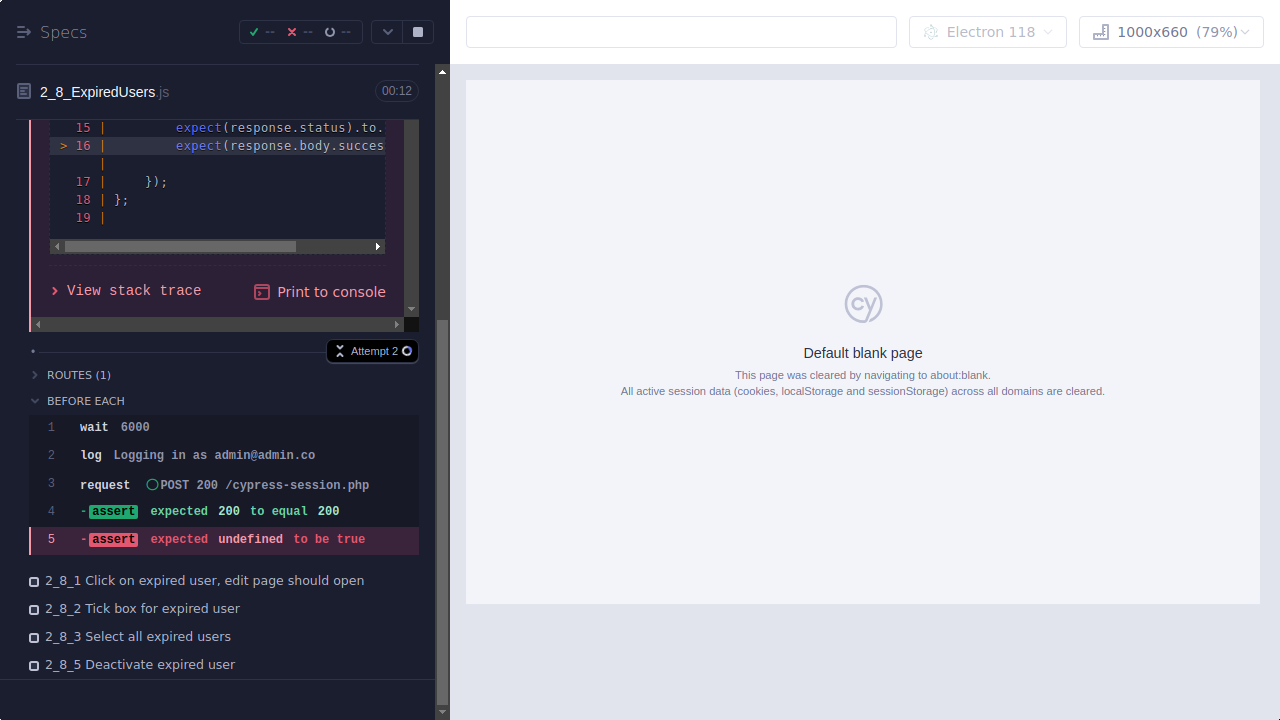 Specs
--
--
--
2_8_ExpiredUsers.js
00:12
15 | expect(response.status).to.
> 16 | expect(response.body.succes
|
17 | });
18 | };
19 |
View stack trace
Print to console
Attempt 2
ROUTES (1)
BEFORE EACH
1 wait 6000
2 log Logging in as admin@admin.co
3 request POST 200 /cypress-session.php
4 -assert expected 200 to equal 200
5 -assert expected undefined to be true
2_8_1 Click on expired user, edit page should open
2_8_2 Tick box for expired user
2_8_3 Select all expired users
2_8_5 Deactivate expired user
Electron 118
1000x660 (79%)
cy
Default blank page
This page was cleared by navigating to about:blank.
All active session data (cookies, localStorage and sessionStorage) across all domains are cleared.